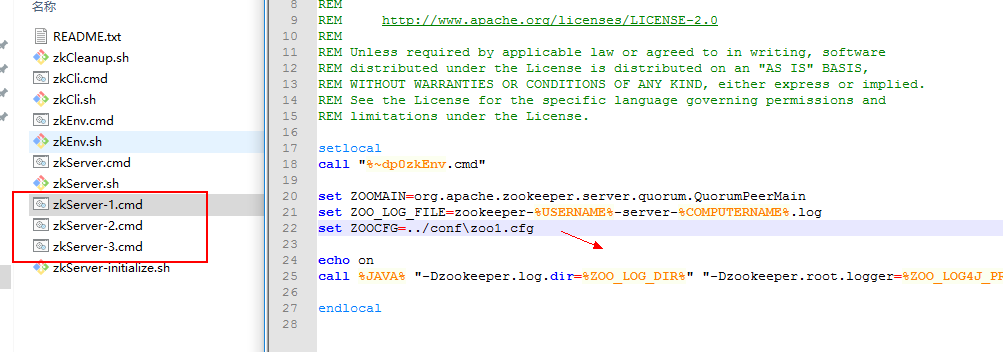 名称
README.txt
zkCleanup.sh
zkCli.cmd
zkCli.sh
zkEnv.cmd
zkEnv.sh
zkServer.cmd
zkServer.sh
zkServer-1.cmd
zkServer-2.cmd
zkServer-3.cmd
zkServer-initialize.sh
8 REM
9 REM http://www.apache.org/licenses/LICENSE-2.0
10 REM
11 REM Unless required by applicable law or agreed to in writing, software
12 REM distributed under the License is distributed on an "AS IS" BASIS,
13 REM WITHOUT WARRANTIES OR CONDITIONS OF ANY KIND, either express or implied.
14 REM See the License for the specific language governing permissions and
15 REM limitations under the License.
16
17 setlocal
18 call "%~dp0zkEnv.cmd"
19
20 set ZOOMAIN=org.apache.zookeeper.server.quorum.QuorumPeerMain
21 set ZOO_LOG_FILE=zookeeper-%USERNAME%-server-%COMPUTERNAME%.log
22 set ZOOCFG=../conf\zoo1.cfg
23
24 echo on
25 call %JAVA% "-Dzookeeper.log.dir=%ZOO_LOG_DIR%" "-Dzookeeper.root.logger=%ZOO_LOG4J_PR
26
27 endlocal
28